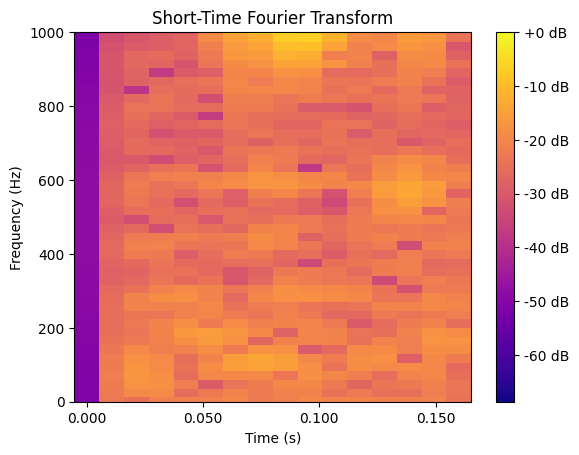 Short-Time Fourier Transform
1000
800
600
400
200
0
Frequency (Hz)
0.000
0.050
0.100
0.150
Time (s)
+0 dB
-10 dB
-20 dB
-30 dB
-40 dB
-50 dB
-60 dB